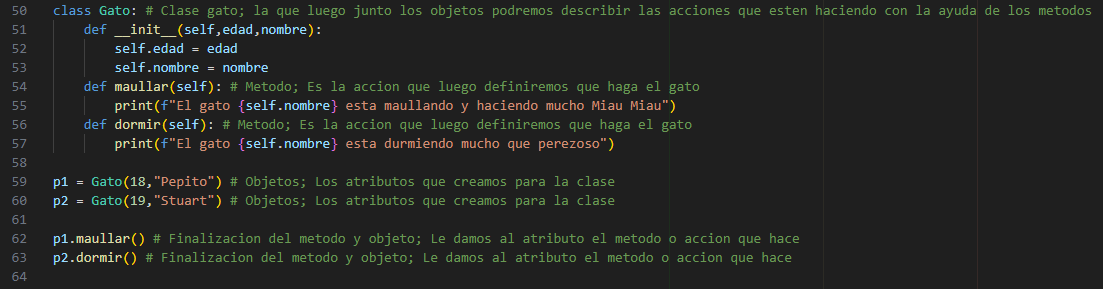 50 class Gato: # Clase gato; la que luego junto los objetos podremos describir las acciones que esten haciendo con la ayuda de los metodos
51     def __init__(self,edad,nombre):
52         self.edad = edad
53         self.nombre = nombre
54     def maullar(self): # Metodo; Es la accion que luego definiremos que haga el gato
55         print(f"El gato {self.nombre} esta maullando y haciendo mucho Miau Miau")
56     def dormir(self): # Metodo; Es la accion que luego definiremos que haga el gato
57         print(f"El gato {self.nombre} esta durmiendo mucho que perezoso")
58
59 p1 = Gato(18,"Pepito") # Objetos; Los atributos que creamos para la clase
60 p2 = Gato(19,"Stuart") # Objetos; Los atributos que creamos para la clase
61
62 p1.maullar() # Finalizacion del metodo y objeto; Le damos al atributo el metodo o accion que hace
63 p2.dormir() # Finalizacion del metodo y objeto; Le damos al atributo el metodo o accion que hace
64